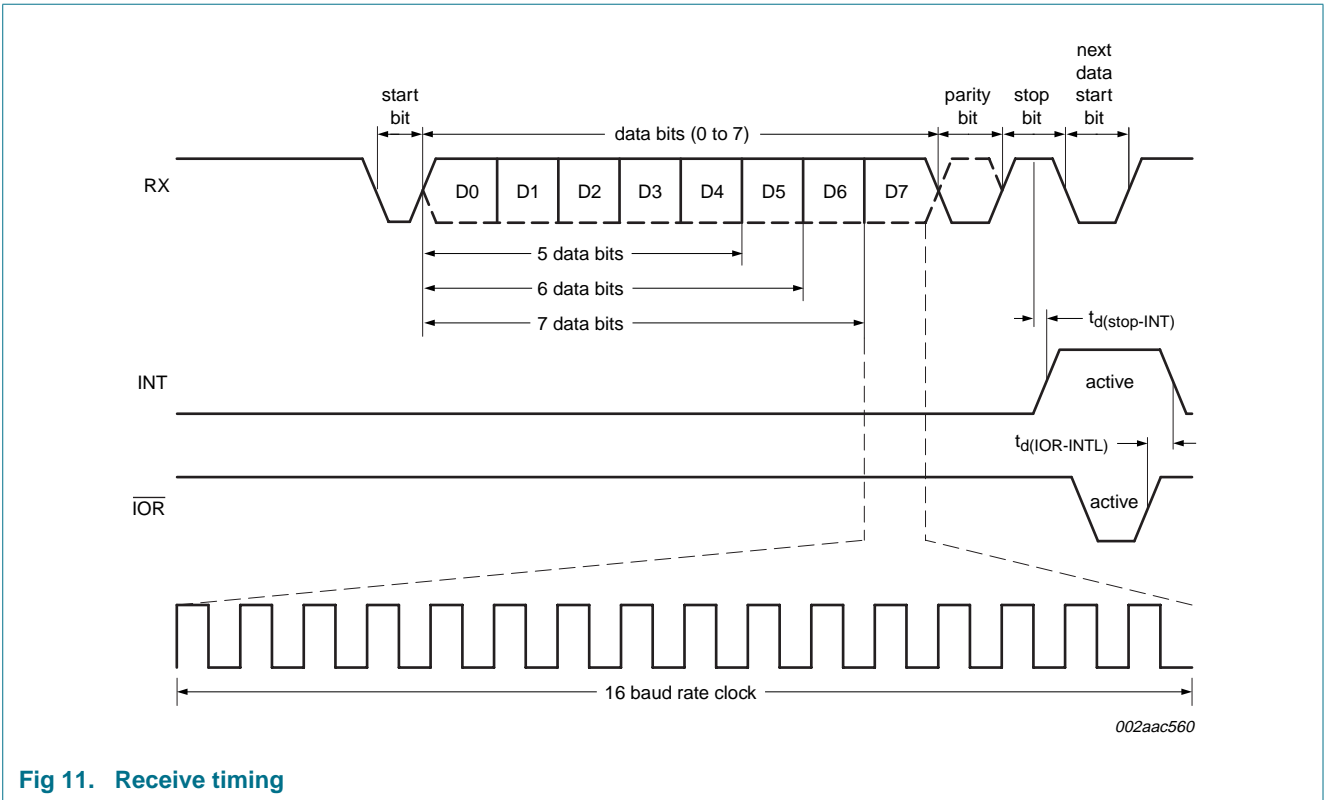 next
data
start
bit
start
bit
parity
bit
stop
bit
data bits (0 to 7)
RX
D0 D1 D2 D3 D4 D5 D6 D7
5 data bits
6 data bits
7 data bits
td(stop-INT)
INT
active
td(IOR-INTL)
IOR
active
16 baud rate clock
002aac560
Fig 11. Receive timing